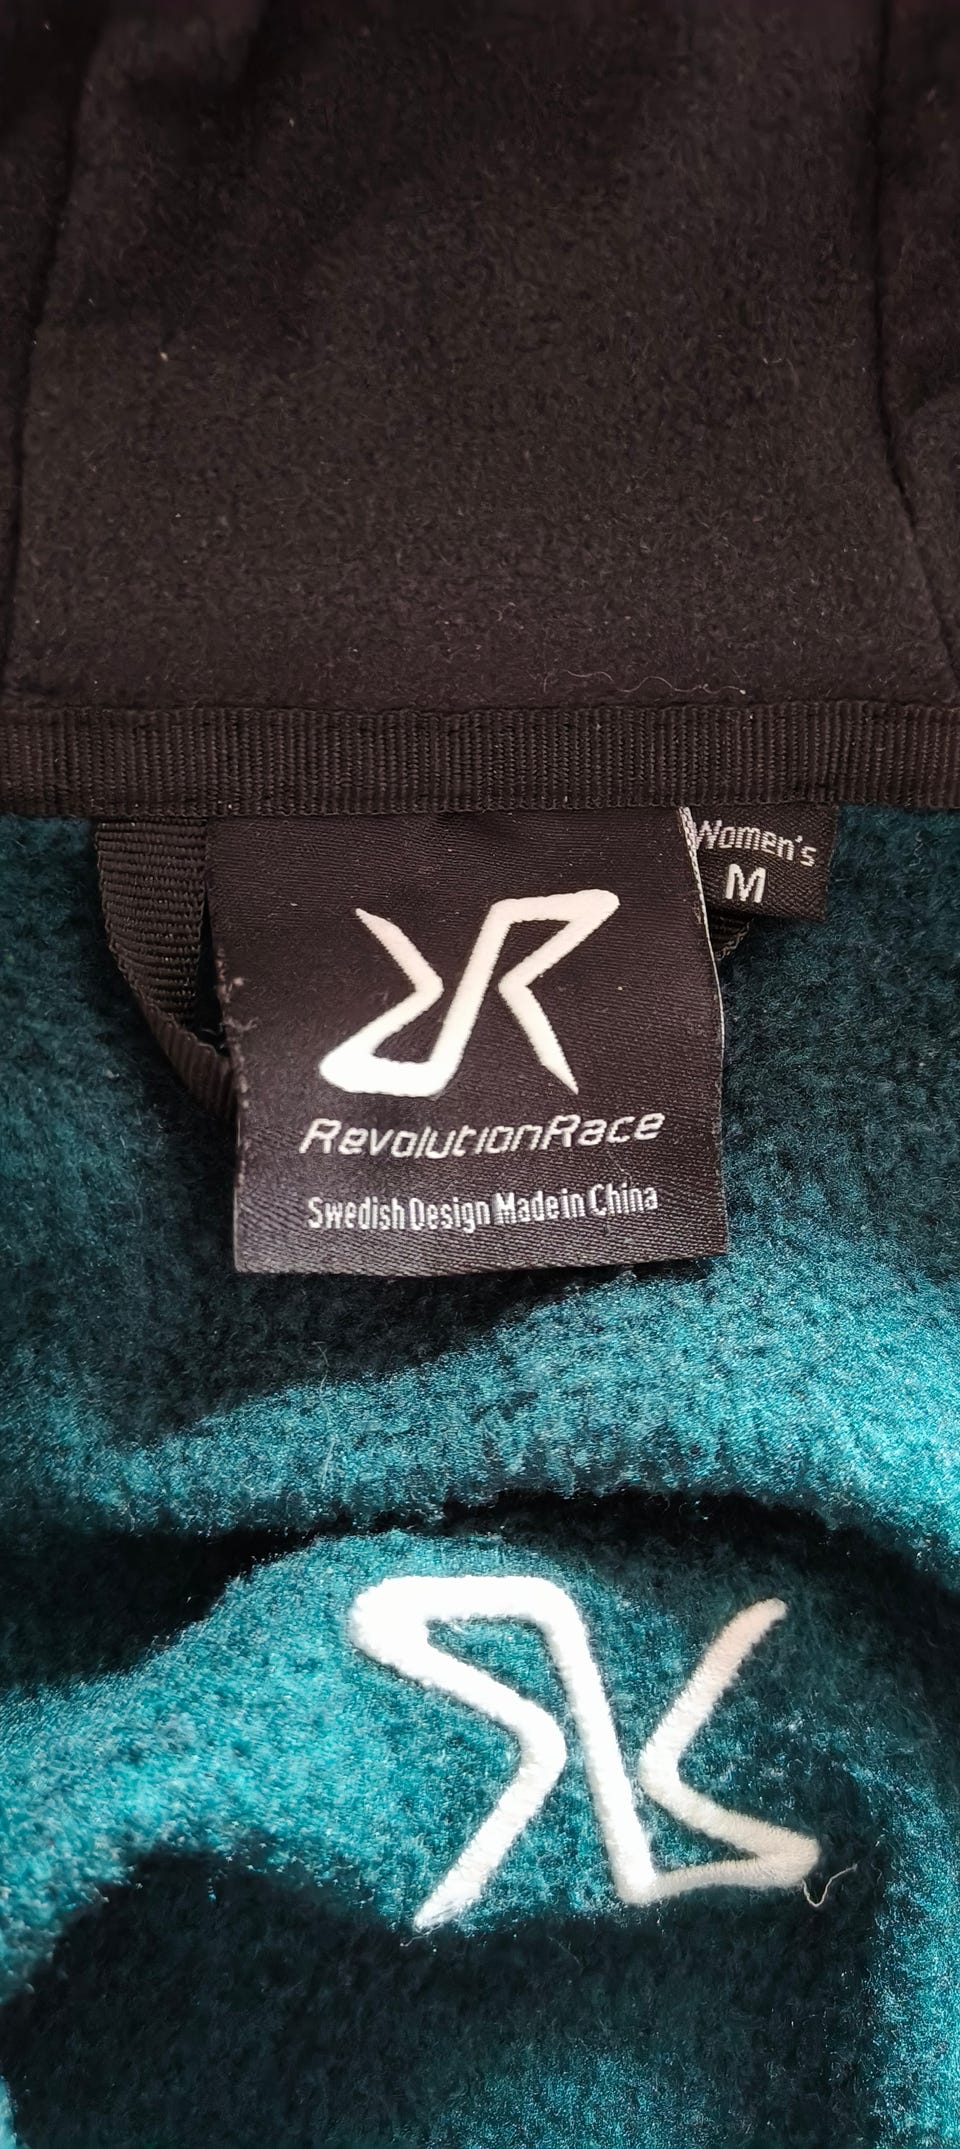 Women's
M
RevolutionRace
Swedish Design Made in China